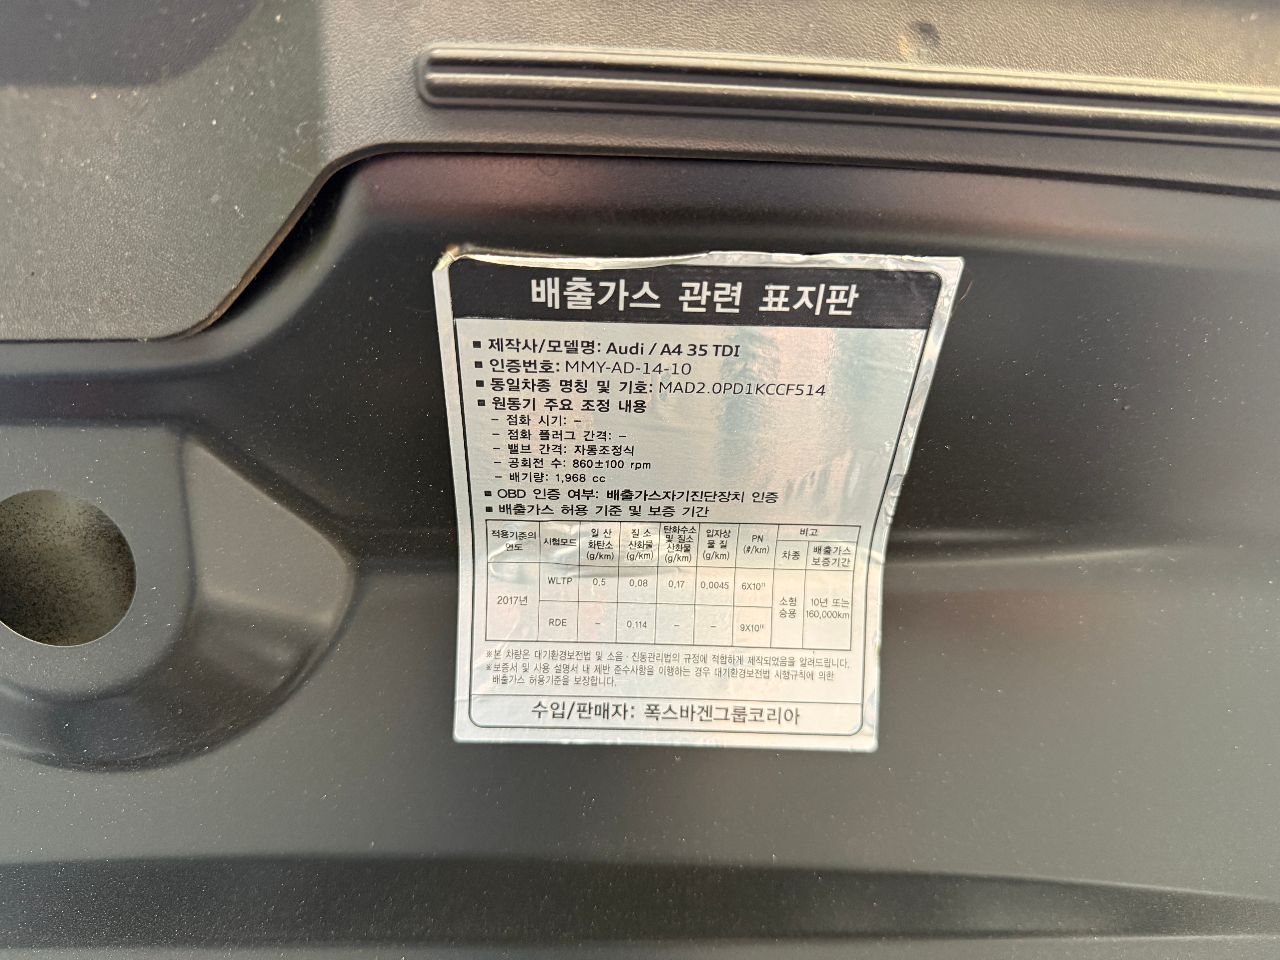 배출가스 관련 표지판
▪ 제작사/모델명: Audi / A4 35 TDI
▪ 인증번호: MMY-AD-14-10
▪ 동일차종 명칭 및 기호: MAD2.0PD1KCCF514
▪ 원동기 주요 조정 내용
- 점화 시기: -
- 점화 플러그 간격: -
- 밸브 간격: 자동조정식
- 공회전 수: 860±100 rpm
- 배기량: 1,968 cc
▪ OBD 인증 여부: 배출가스자기진단장치 인증
▪ 배출가스 허용 기준 및 보증 기간
적용기준의 연도 시험모드 일산화탄소 (g/km) 질소산화물 (g/km) 탄화수소 및 질소산화물 (g/km) 입자상물질 (g/km) PN (#/km) 비고
차종 배출가스 보증기간
2017년 WLTP 0.5 0.08 0.17 0.0045 6X10¹¹ 소형승용 10년 또는 160,000km
RDE - 0.114 - - 9X10¹¹
※본 차량은 대기환경보전법 및 소음·진동관리법의 규정에 적합하게 제작되었음을 알려드립니다.
※보증서 및 사용 설명서 내 제반 준수사항을 이행하는 경우 대기환경보전법 시행규칙에 의한
배출가스 허용기준을 보장합니다.
수입/판매자: 폭스바겐그룹코리아